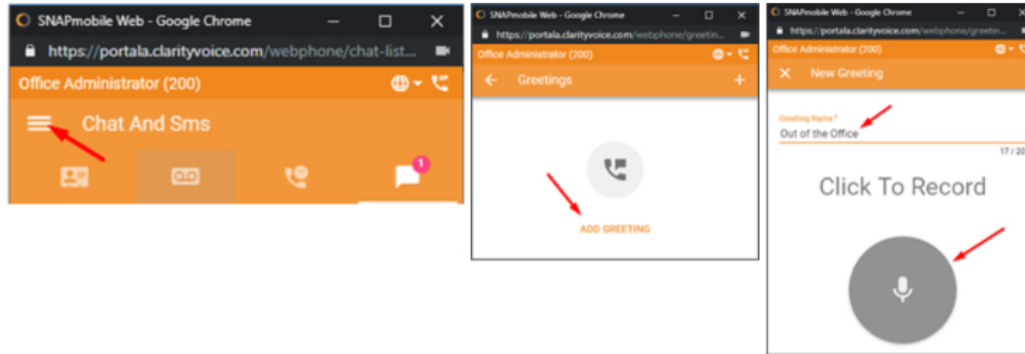 SNAPmobile Web - Google Chrome
https://portala.clarityvoice.com/webphone/chat-list...
Office Administrator (200)
Chat And Sms
1
SNAPmobile Web - Google Chrome
https://portala.clarityvoice.com/webphone/greetin...
Office Administrator (200)
Greetings
ADD GREETING
SNAPmobile Web - Google Chrome
https://portala.clarityvoice.com/webphone/greetin...
Office Administrator (200)
New Greeting
Greeting Name *
Out of the Office
17 / 20
Click To Record